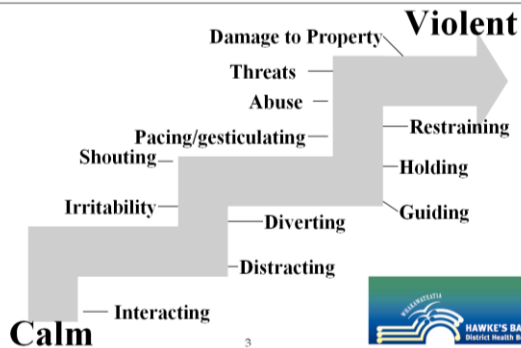 Violent
Damage to Property
Threats
Abuse
Pacing/gesticulating
Restraining
Shouting
Holding
Irritability
Guiding
Diverting
Distracting
Interacting
Calm
3
WHAKAWATEATIA
HAWKE'S BA
District Health B